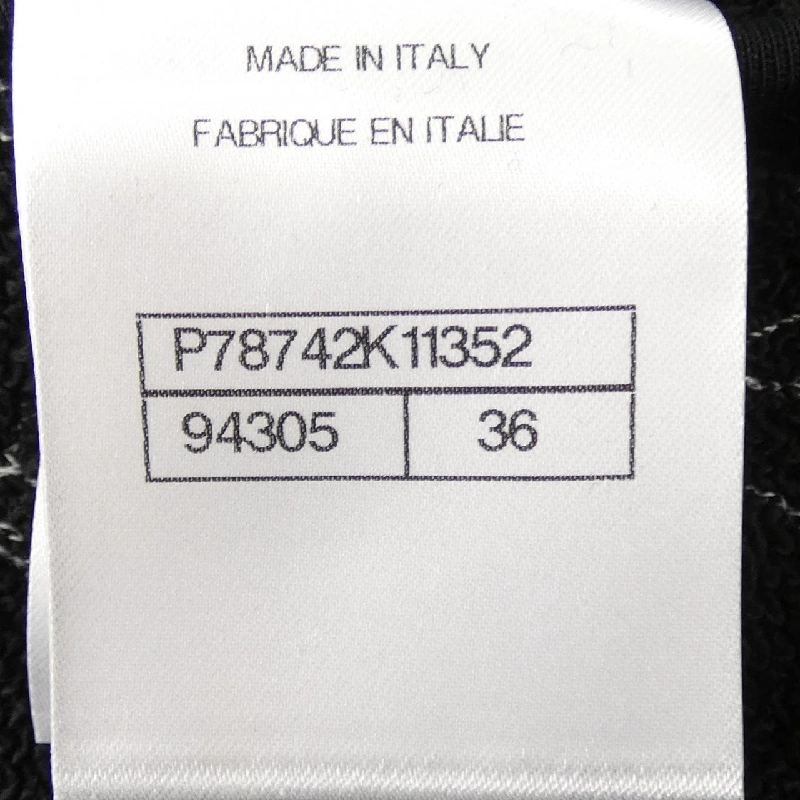 MADE IN ITALY
FABRIQUE EN ITALIE
P78742K11352
94305 36